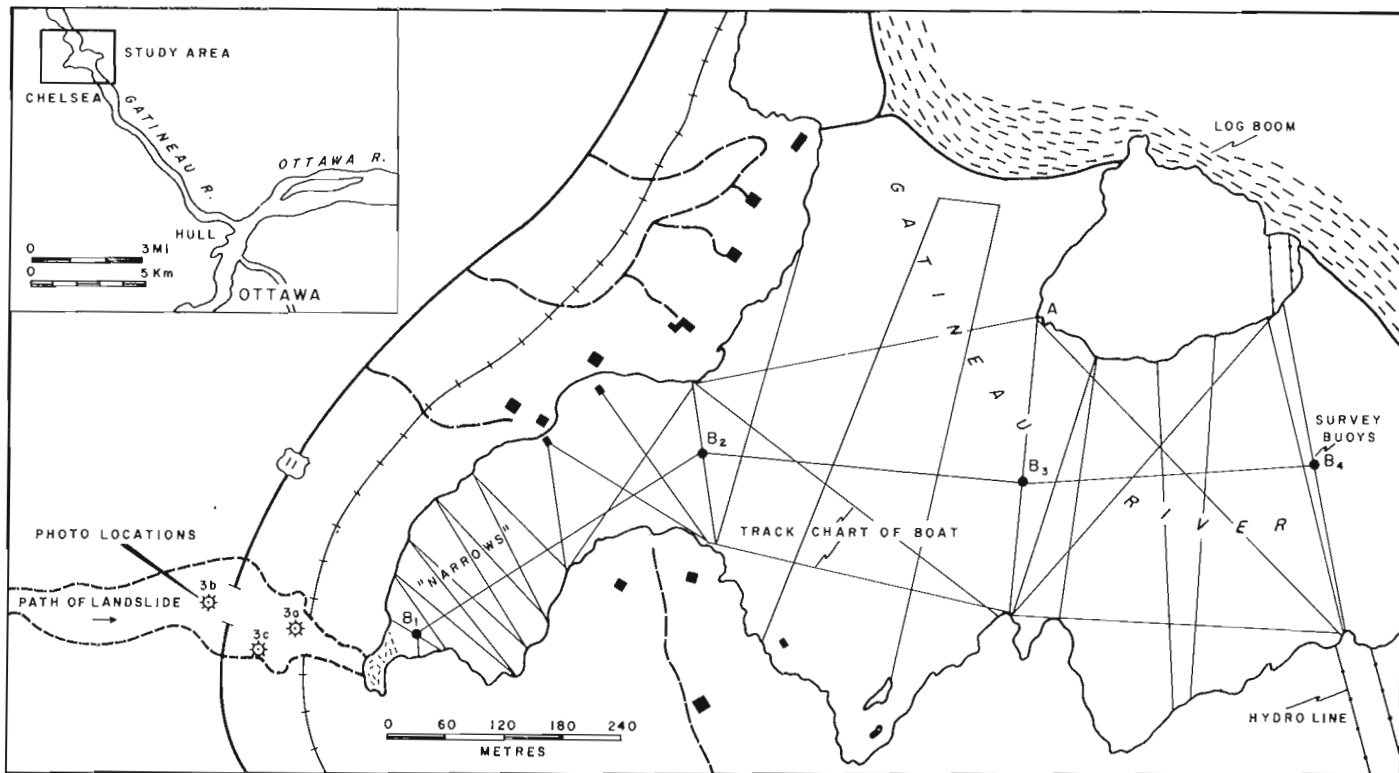 STUDY AREA
CHELSEA
GATINEAU R.
OTTAWA R.
HULL
0 3 MI
0 5 Km
OTTAWA
LOG BOOM
GATINEAU
A
B2
B3
SURVEY
BUOYS
B4
11
"NARROWS"
TRACK CHART OF BOAT
RIVER
PHOTO LOCATIONS
3b
PATH OF LANDSLIDE
3a
3c
B1
0 60 120 180 240
METRES
HYDRO LINE